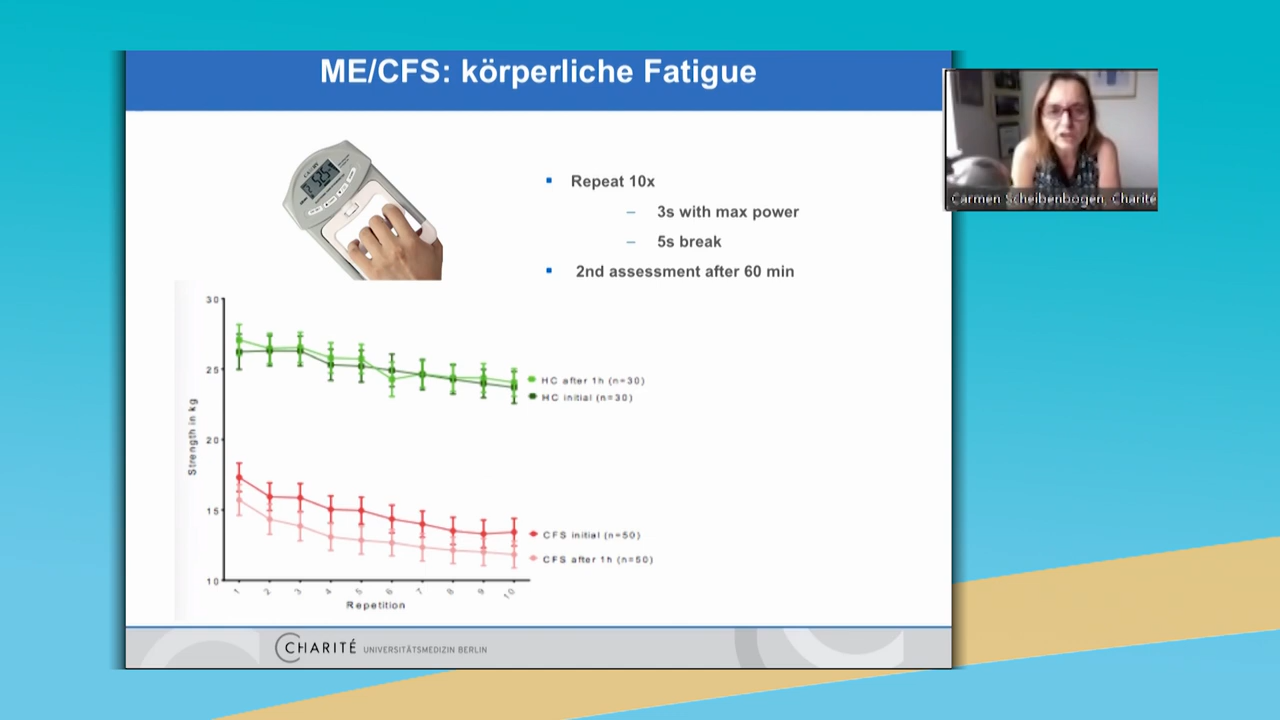 ME/CFS: körperliche Fatigue
Carmen Scheibenbogen, Charité
Repeat 10x
3s with max power
5s break
2nd assessment after 60 min
30
25
20
15
10
Strength in kg
HC after 1h (n=30)
HC initial (n=30)
CFS initial (n=50)
CFS after 1h (n=50)
1 2 3 4 5 6 7 8 9 10
Repetition
CHARITÉ UNIVERSITÄTSMEDIZIN BERLIN